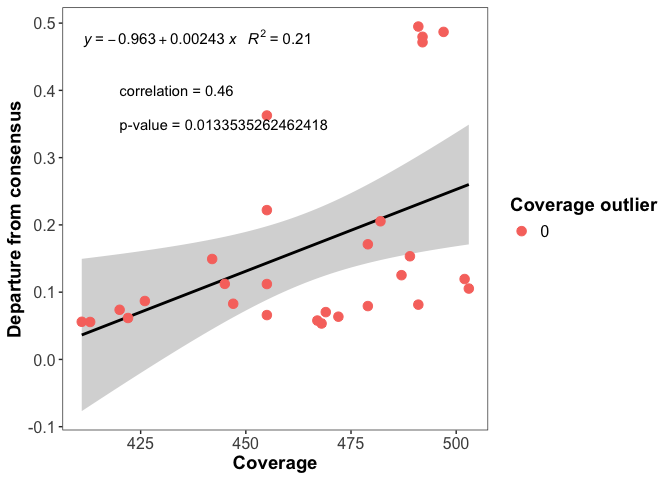 y = − 0.963 + 0.00243 x R² = 0.21
correlation = 0.46
p-value = 0.0133535262462418
0.5
0.4
0.3
0.2
0.1
0.0
-0.1
Departure from consensus
425 450 475 500
Coverage
Coverage outlier
0